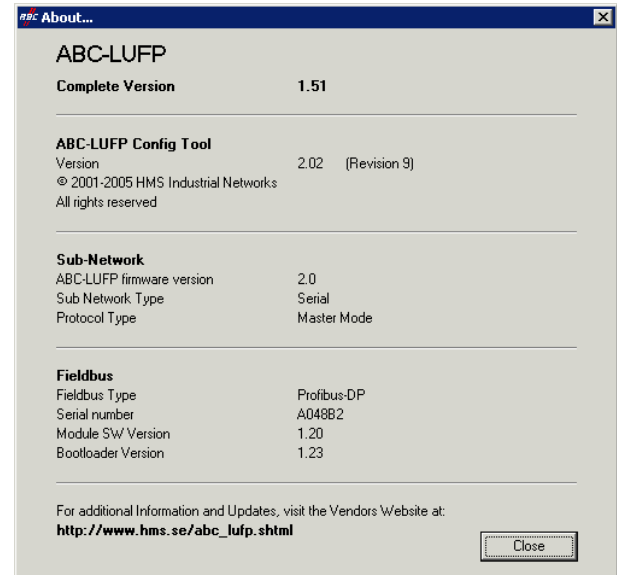 ABC About...
ABC-LUFP
Complete Version 1.51
ABC-LUFP Config Tool
Version 2.02 (Revision 9)
© 2001-2005 HMS Industrial Networks
All rights reserved
Sub-Network
ABC-LUFP firmware version 2.0
Sub Network Type Serial
Protocol Type Master Mode
Fieldbus
Fieldbus Type Profibus-DP
Serial number A048B2
Module SW Version 1.20
Bootloader Version 1.23
For additional Information and Updates, visit the Vendors Website at:
http://www.hms.se/abc_lufp.shtml
Close